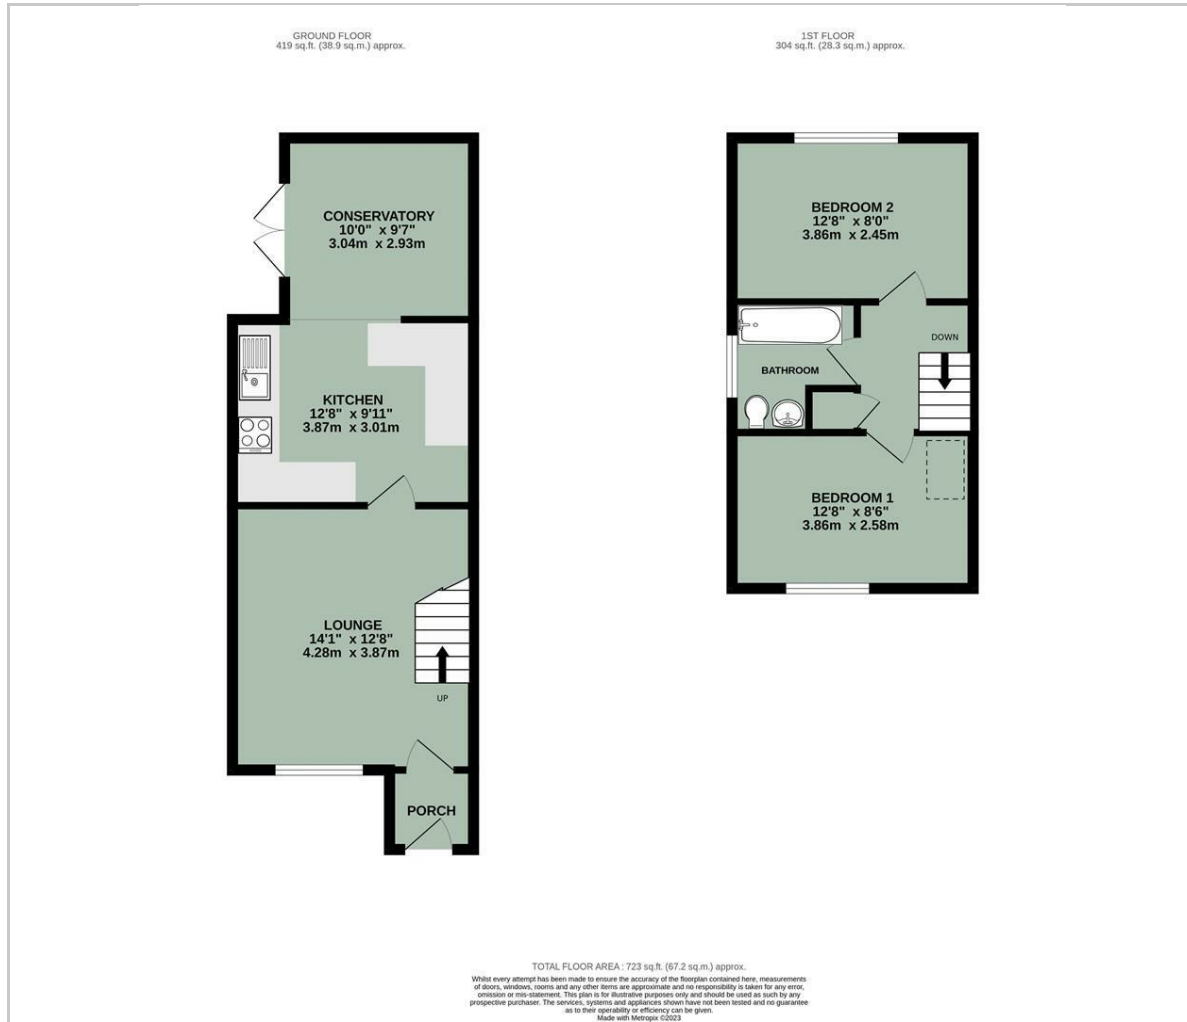 GROUND FLOOR
419 sq.ft. (38.9 sq.m.) approx.
1ST FLOOR
304 sq.ft. (28.3 sq.m.) approx.
CONSERVATORY
10'0" x 9'7"
3.04m x 2.93m
KITCHEN
12'8" x 9'11"
3.87m x 3.01m
LOUNGE
14'1" x 12'8"
4.28m x 3.87m
UP
PORCH
BEDROOM 2
12'8" x 8'0"
3.86m x 2.45m
DOWN
BATHROOM
BEDROOM 1
12'8" x 8'6"
3.86m x 2.58m
TOTAL FLOOR AREA : 723 sq.ft. (67.2 sq.m.) approx.
Whilst every attempt has been made to ensure the accuracy of the floorplan contained here, measurements
of doors, windows, rooms and any other items are approximate and no responsibility is taken for any error,
omission or mis-statement. This plan is for illustrative purposes only and should be used as such by any
prospective purchaser. The services, systems and appliances shown have not been tested and no guarantee
as to their operability or efficiency can be given.
Made with Metropix ©2023